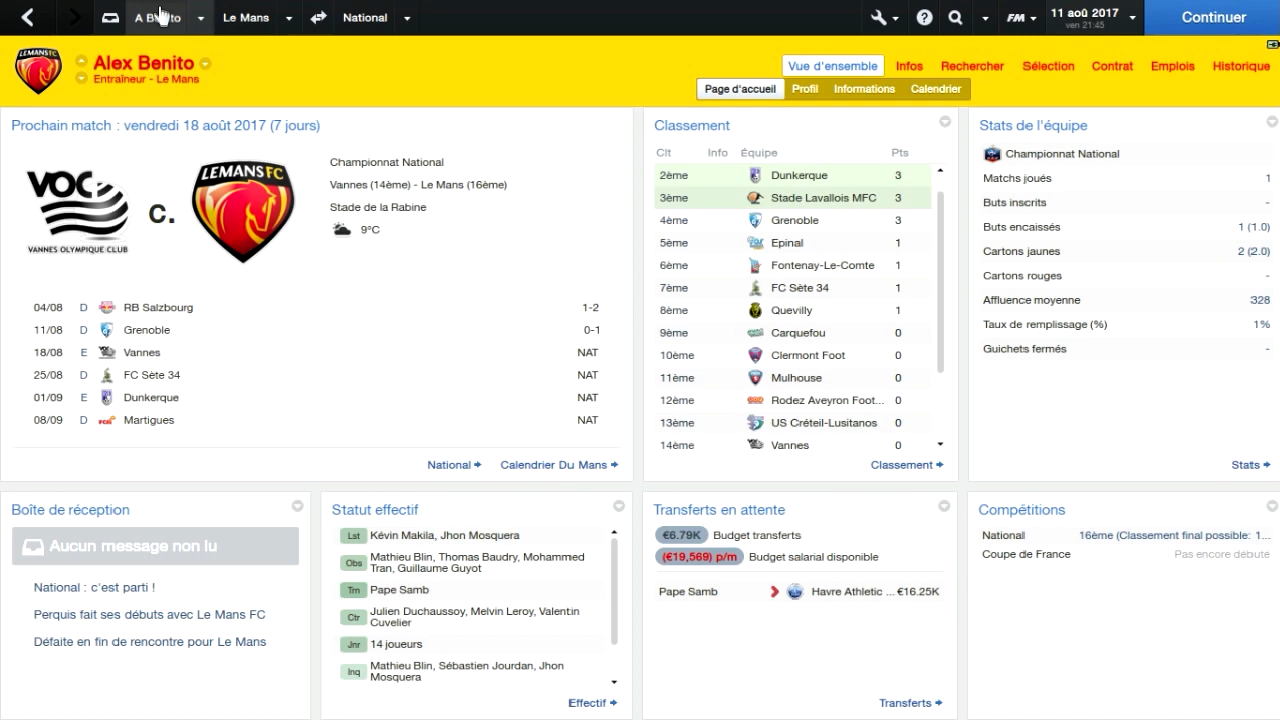 A Benito
Le Mans
National
FM
11 aoû 2017
ven 21:45
Continuer
LEMANSFC
Alex Benito
Entraîneur - Le Mans
Vue d'ensemble
Infos
Rechercher
Sélection
Contrat
Emplois
Historique
Page d'accueil
Profil
Informations
Calendrier
Prochain match : vendredi 18 août 2017 (7 jours)
VOC
VANNES OLYMPIQUE CLUB
c.
LEMANSFC
Championnat National
Vannes (14ème) - Le Mans (16ème)
Stade de la Rabine
9°C
04/08 D RB Salzbourg 1-2
11/08 D Grenoble 0-1
18/08 E Vannes NAT
25/08 D FC Sète 34 NAT
01/09 E Dunkerque NAT
08/09 D Martigues NAT
National
Calendrier Du Mans
Classement
Clt Info Équipe Pts
2ème Dunkerque 3
3ème Stade Lavallois MFC 3
4ème Grenoble 3
5ème Epinal 1
6ème Fontenay-Le-Comte 1
7ème FC Sète 34 1
8ème Quevilly 1
9ème Carquefou 0
10ème Clermont Foot 0
11ème Mulhouse 0
12ème Rodez Aveyron Foot... 0
13ème US Créteil-Lusitanos 0
14ème Vannes 0
Classement
Stats de l'équipe
Championnat National
Matchs joués 1
Buts inscrits -
Buts encaissés 1 (1.0)
Cartons jaunes 2 (2.0)
Cartons rouges -
Affluence moyenne 328
Taux de remplissage (%) 1%
Guichets fermés -
Stats
Boîte de réception
Aucun message non lu
National : c'est parti !
Perquis fait ses débuts avec Le Mans FC
Défaite en fin de rencontre pour Le Mans
Statut effectif
Lst Kévin Makila, Jhon Mosquera
Obs Mathieu Blin, Thomas Baudry, Mohammed
Tran, Guillaume Guyot
Trn Pape Samb
Ctr Julien Duchaussoy, Melvin Leroy, Valentin
Cuvelier
Jnr 14 joueurs
Inq Mathieu Blin, Sébastien Jourdan, Jhon
Mosquera
Effectif
Transferts en attente
€6.79K Budget transferts
(€19,569) p/m Budget salarial disponible
Pape Samb Havre Athletic ... €16.25K
Transferts
Compétitions
National 16ème (Classement final possible: 1...
Coupe de France Pas encore débuté